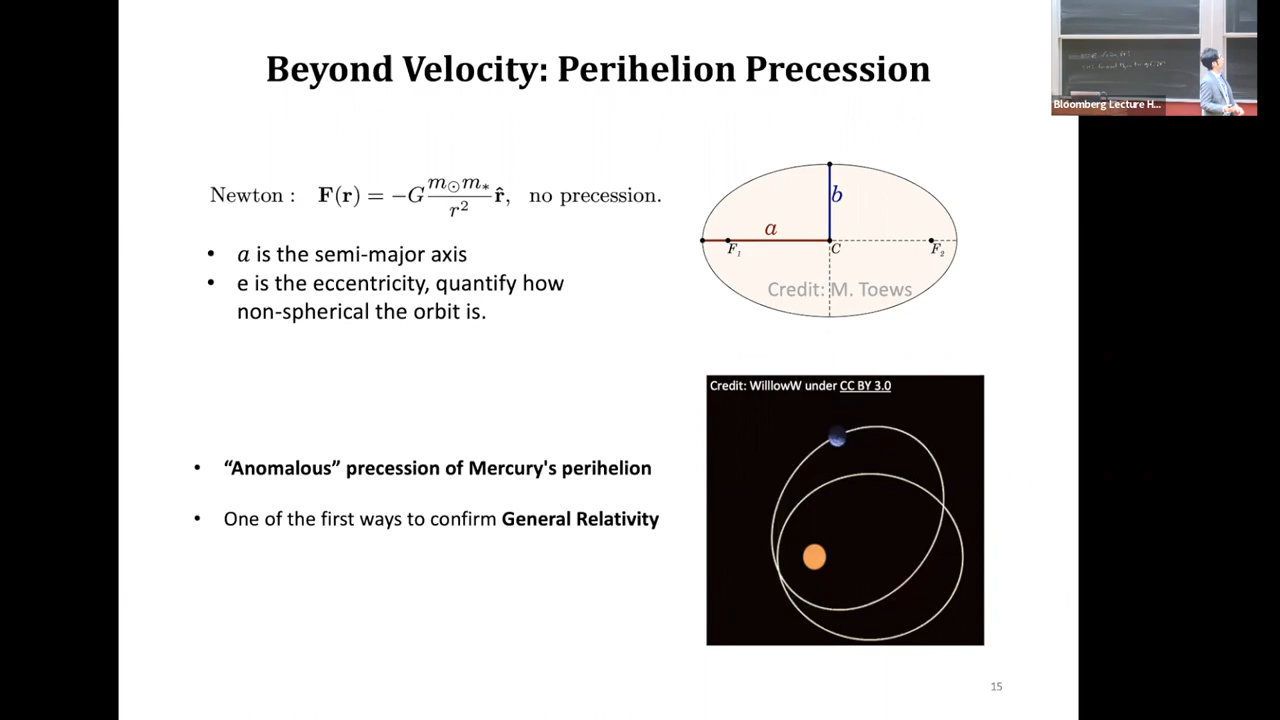 Beyond Velocity: Perihelion Precession
Bloomberg Lecture H...
Newton : F(r) = −G m⊙m∗ / r² r̂, no precession.
• a is the semi-major axis
• e is the eccentricity, quantify how
non-spherical the orbit is.
b
a
F₁
C
F₂
Credit: M. Toews
Credit: WilllowW under CC BY 3.0
• “Anomalous” precession of Mercury's perihelion
• One of the first ways to confirm General Relativity
15